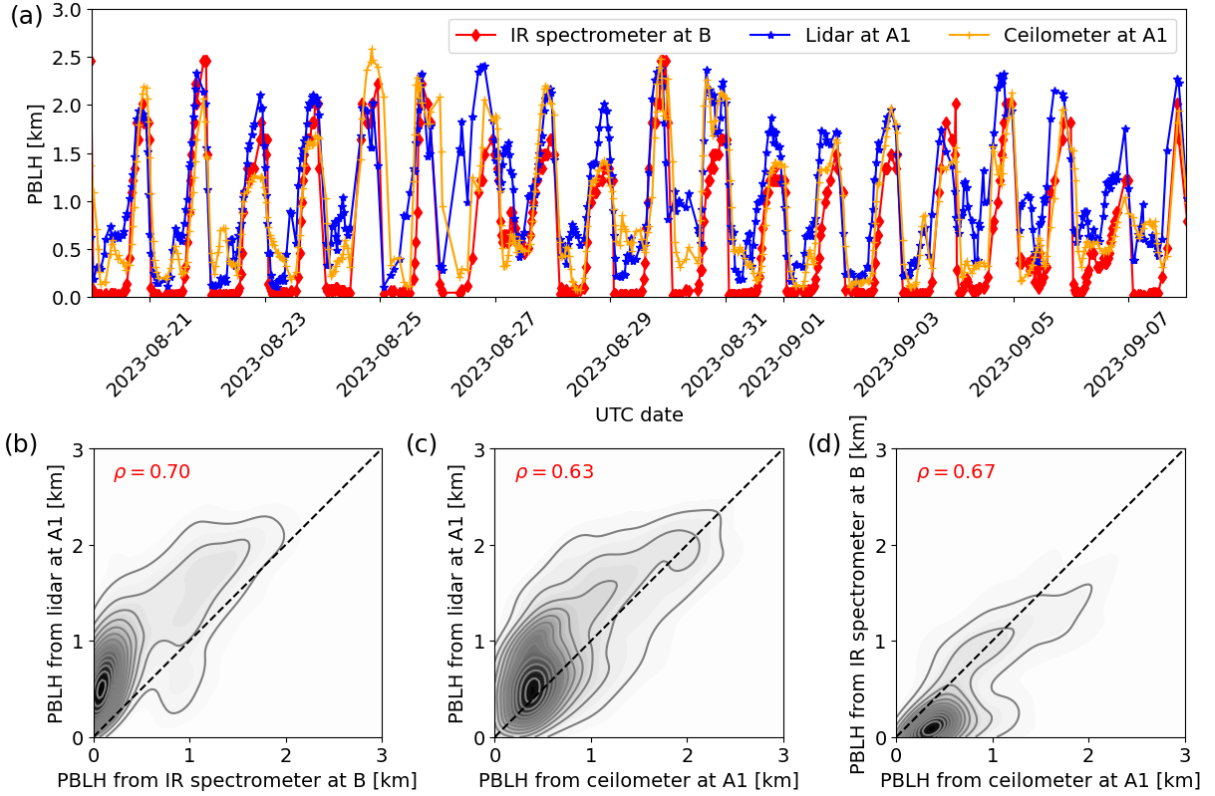 (a)
3.0
2.5
2.0
1.5
1.0
0.5
0.0
PBLH [km]
IR spectrometer at B
Lidar at A1
Ceilometer at A1
2023-08-21
2023-08-23
2023-08-25
2023-08-27
2023-08-29
2023-08-31
2023-09-01
2023-09-03
2023-09-05
2023-09-07
UTC date
(b)
ρ = 0.70
3
2
1
0
PBLH from lidar at A1 [km]
0 1 2 3
PBLH from IR spectrometer at B [km]
(c)
ρ = 0.63
3
2
1
0
PBLH from lidar at A1 [km]
0 1 2 3
PBLH from ceilometer at A1 [km]
(d)
ρ = 0.67
3
2
1
0
PBLH from IR spectrometer at B [km]
0 1 2 3
PBLH from ceilometer at A1 [km]